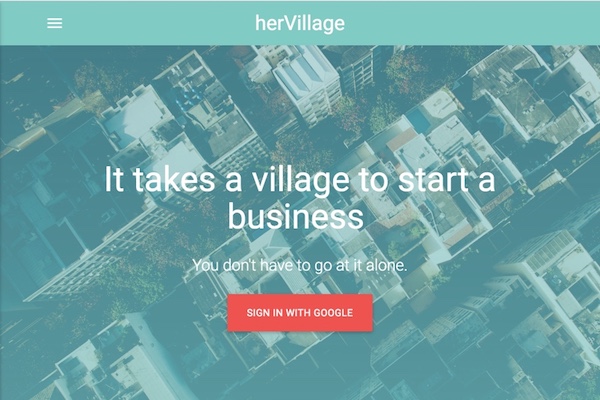 herVillage
It takes a village to start a
business
You don't have to go at it alone.
SIGN IN WITH GOOGLE